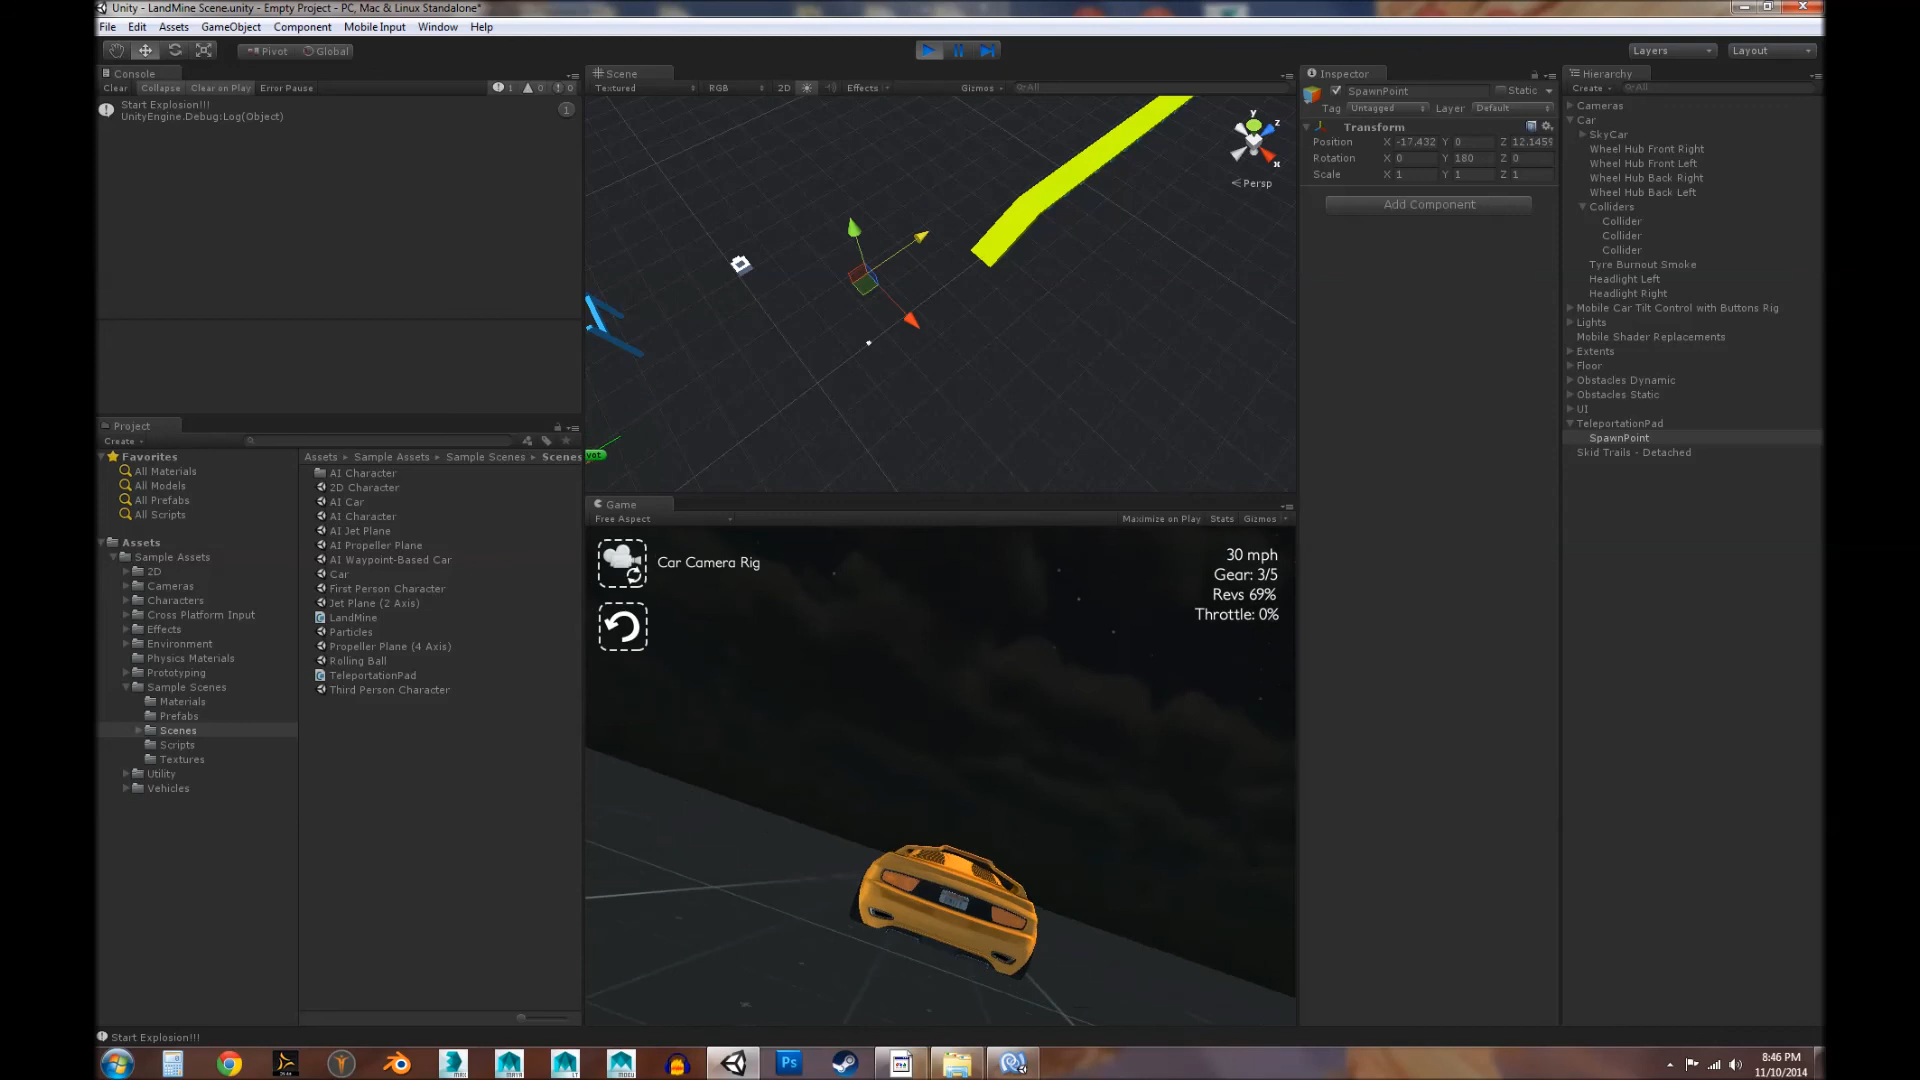 Unity - LandMine Scene.unity - Empty Project - PC, Mac & Linux Standalone*
File Edit Assets GameObject Component Mobile Input Window Help
Pivot Global Layers Layout
Console
Clear Collapse Clear on Play Error Pause 1 0 0
Start Explosion!!!
UnityEngine.Debug:Log(Object)
1
Project
Create
Favorites
All Materials
All Models
All Prefabs
All Scripts
Assets
Sample Assets
2D
Cameras
Characters
Cross Platform Input
Effects
Environment
Physics Materials
Prototyping
Sample Scenes
Materials
Prefabs
Scenes
Scripts
Textures
Utility
Vehicles
Assets Sample Assets Sample Scenes Scenes
AI Character
2D Character
AI Car
AI Character
AI Jet Plane
AI Propeller Plane
AI Waypoint-Based Car
Car
First Person Character
Jet Plane (2 Axis)
LandMine
Particles
Propeller Plane (4 Axis)
Rolling Ball
TeleportationPad
Third Person Character
Scene
Textured RGB 2D Effects Gizmos All
y
z
x
Persp
vot
Game
Free Aspect Maximize on Play Stats Gizmos
Car Camera Rig
30 mph
Gear: 3/5
Revs 69%
Throttle: 0%
Inspector
SpawnPoint Static
Tag Untagged Layer Default
Transform
Position X -17.432 Y 0 Z 12.1459
Rotation X 0 Y 180 Z 0
Scale X 1 Y 1 Z 1
Add Component
Hierarchy
Create All
Cameras
Car
SkyCar
Wheel Hub Front Right
Wheel Hub Front Left
Wheel Hub Back Right
Wheel Hub Back Left
Colliders
Collider
Collider
Collider
Tyre Burnout Smoke
Headlight Left
Headlight Right
Mobile Car Tilt Control with Buttons Rig
Lights
Mobile Shader Replacements
Extents
Floor
Obstacles Dynamic
Obstacles Static
UI
TeleportationPad
SpawnPoint
Skid Trails - Detached
Start Explosion!!!
Ps
8:46 PM
11/10/2014